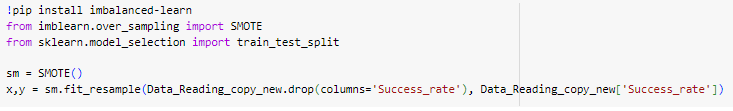 !pip install imbalanced-learn
from imblearn.over_sampling import SMOTE
from sklearn.model_selection import train_test_split
sm = SMOTE()
x,y = sm.fit_resample(Data_Reading_copy_new.drop(columns='Success_rate'), Data_Reading_copy_new['Success_rate'])